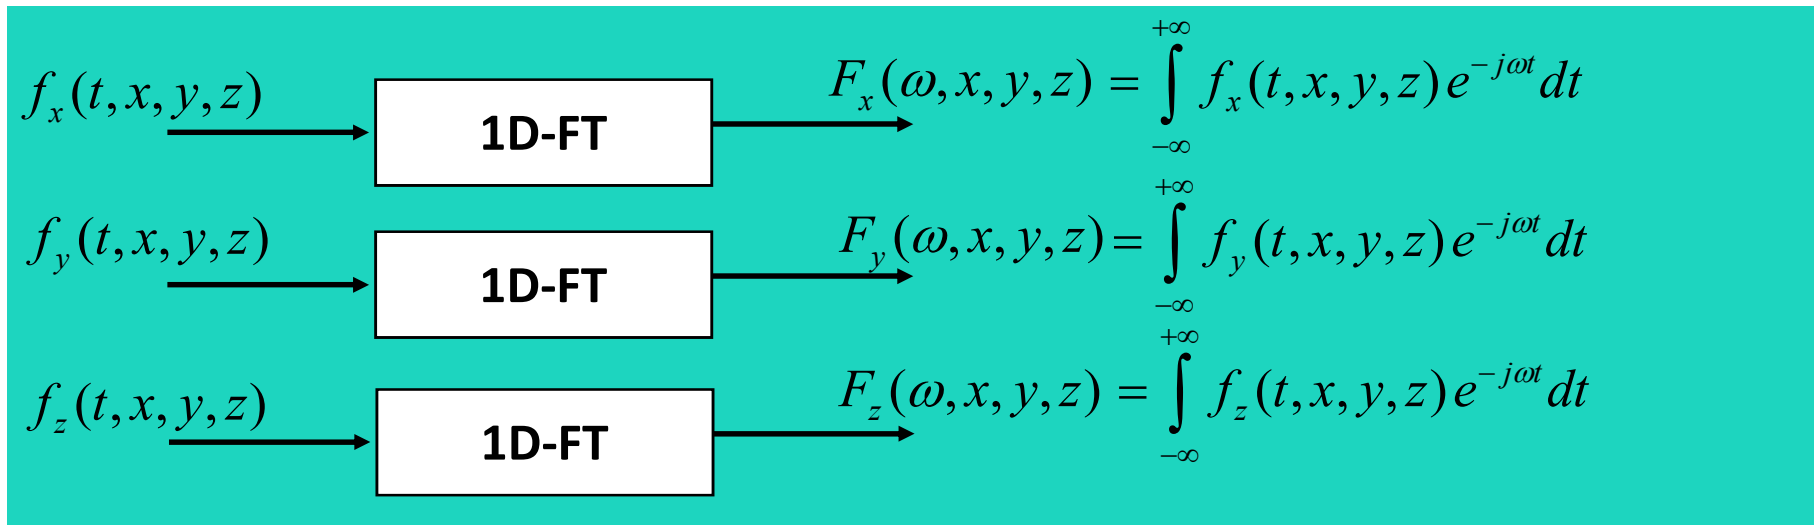 f_x(t,x,y,z) 1D-FT F_x(ω,x,y,z) = ∫_{-∞}^{+∞} f_x(t,x,y,z) e^{-jωt} dt
f_y(t,x,y,z) 1D-FT F_y(ω,x,y,z) = ∫_{-∞}^{+∞} f_y(t,x,y,z) e^{-jωt} dt
f_z(t,x,y,z) 1D-FT F_z(ω,x,y,z) = ∫_{-∞}^{+∞} f_z(t,x,y,z) e^{-jωt} dt